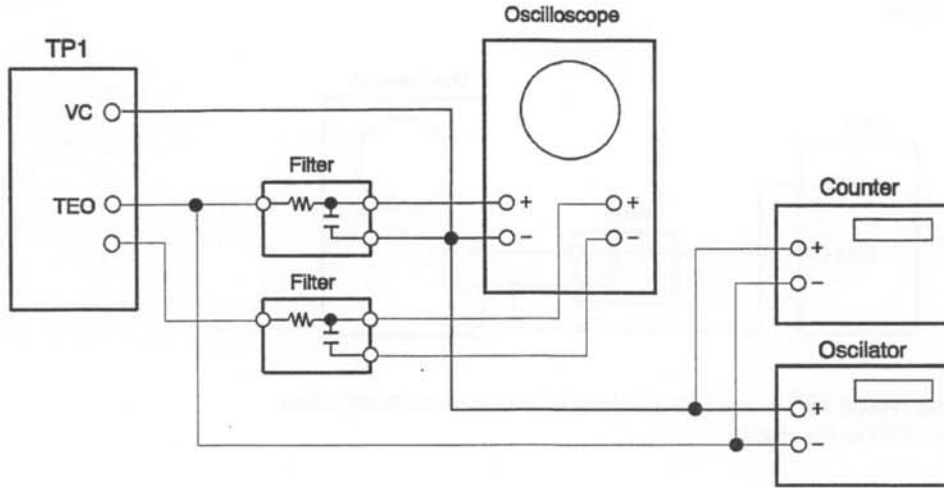 Oscilloscope
TP1
VC
Filter
TEO
+
+
Counter
−
−
+
Filter
−
Oscilator
+
−